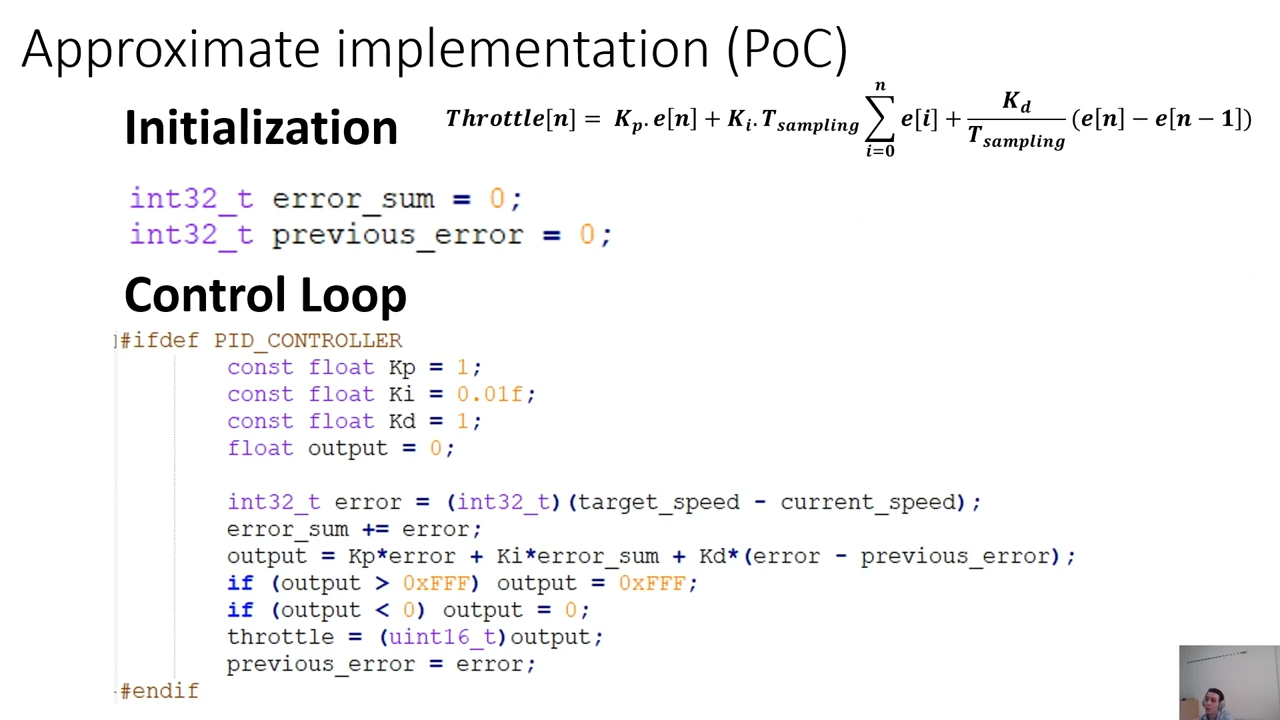 Approximate implementation (PoC)
Initialization
Throttle[n] = K_p. e[n] + K_i. T_sampling ∑_{i=0}^{n} e[i] + K_d / T_sampling (e[n] − e[n − 1])
int32_t error_sum = 0;
int32_t previous_error = 0;
Control Loop
#ifdef PID_CONTROLLER
const float Kp = 1;
const float Ki = 0.01f;
const float Kd = 1;
float output = 0;
int32_t error = (int32_t)(target_speed - current_speed);
error_sum += error;
output = Kp*error + Ki*error_sum + Kd*(error - previous_error);
if (output > 0xFFF) output = 0xFFF;
if (output < 0) output = 0;
throttle = (uint16_t)output;
previous_error = error;
#endif